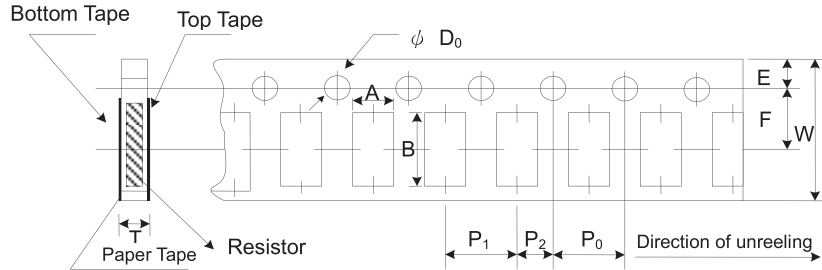 Bottom Tape
Top Tape
ϕ D₀
A
B
E
F
W
T
Paper Tape
Resistor
P₁
P₂
P₀
Direction of unreeling